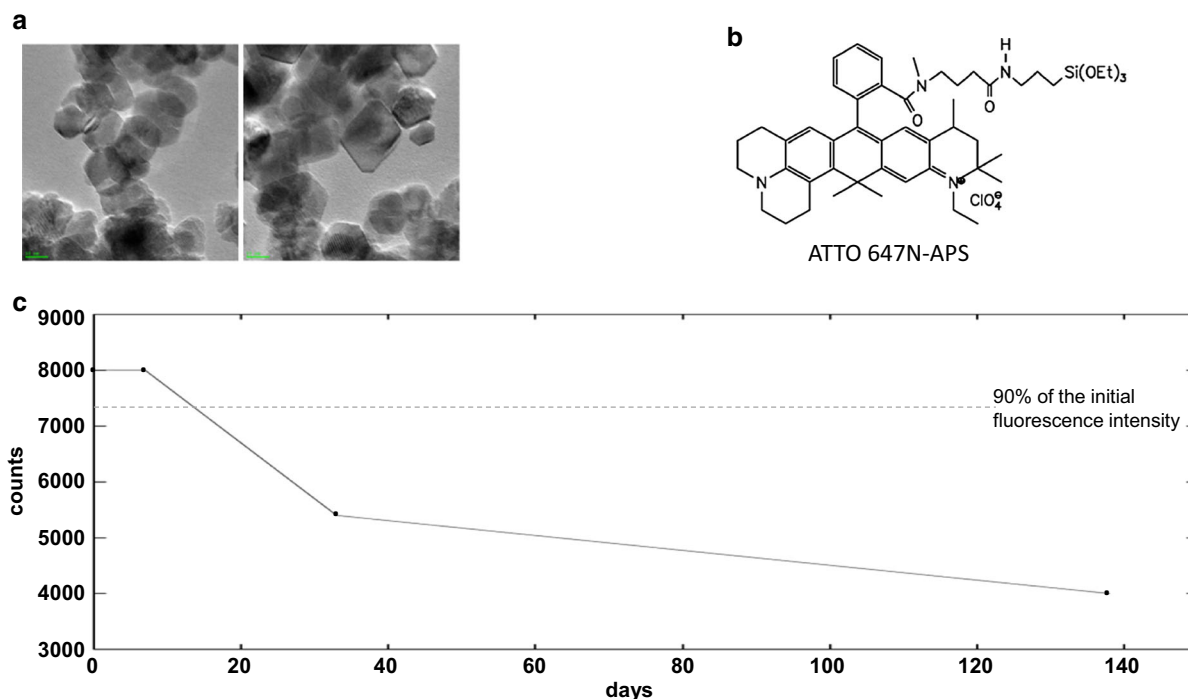 a
b
H
N
N
Si(OEt)3
O
O
N
N⊕
ClO4⊖
ATTO 647N-APS
c
9000
8000
7000
6000
5000
4000
3000
counts
90% of the initial
fluorescence intensity
0 20 40 60 80 100 120 140
days